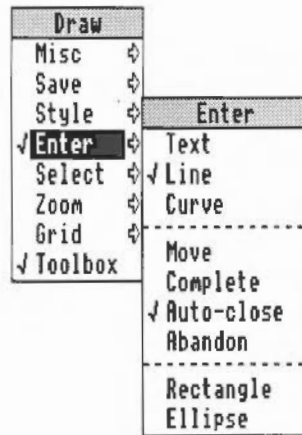 Draw
Misc
Save
Style
√ Enter
Select
Zoom
Grid
√ Toolbox
Enter
Text
√ Line
Curve
Move
Complete
√ Auto-close
Abandon
Rectangle
Ellipse